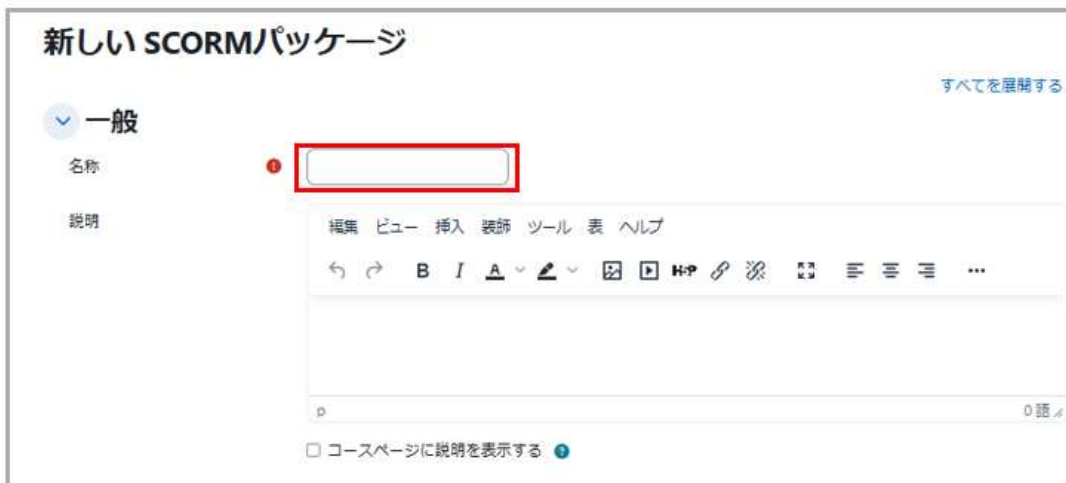 新しい SCORMパッケージ
すべてを展開する
一般
名称
説明
編集 ビュー 挿入 装飾 ツール 表 ヘルプ
B I A H-P
p 0 語
コースページに説明を表示する